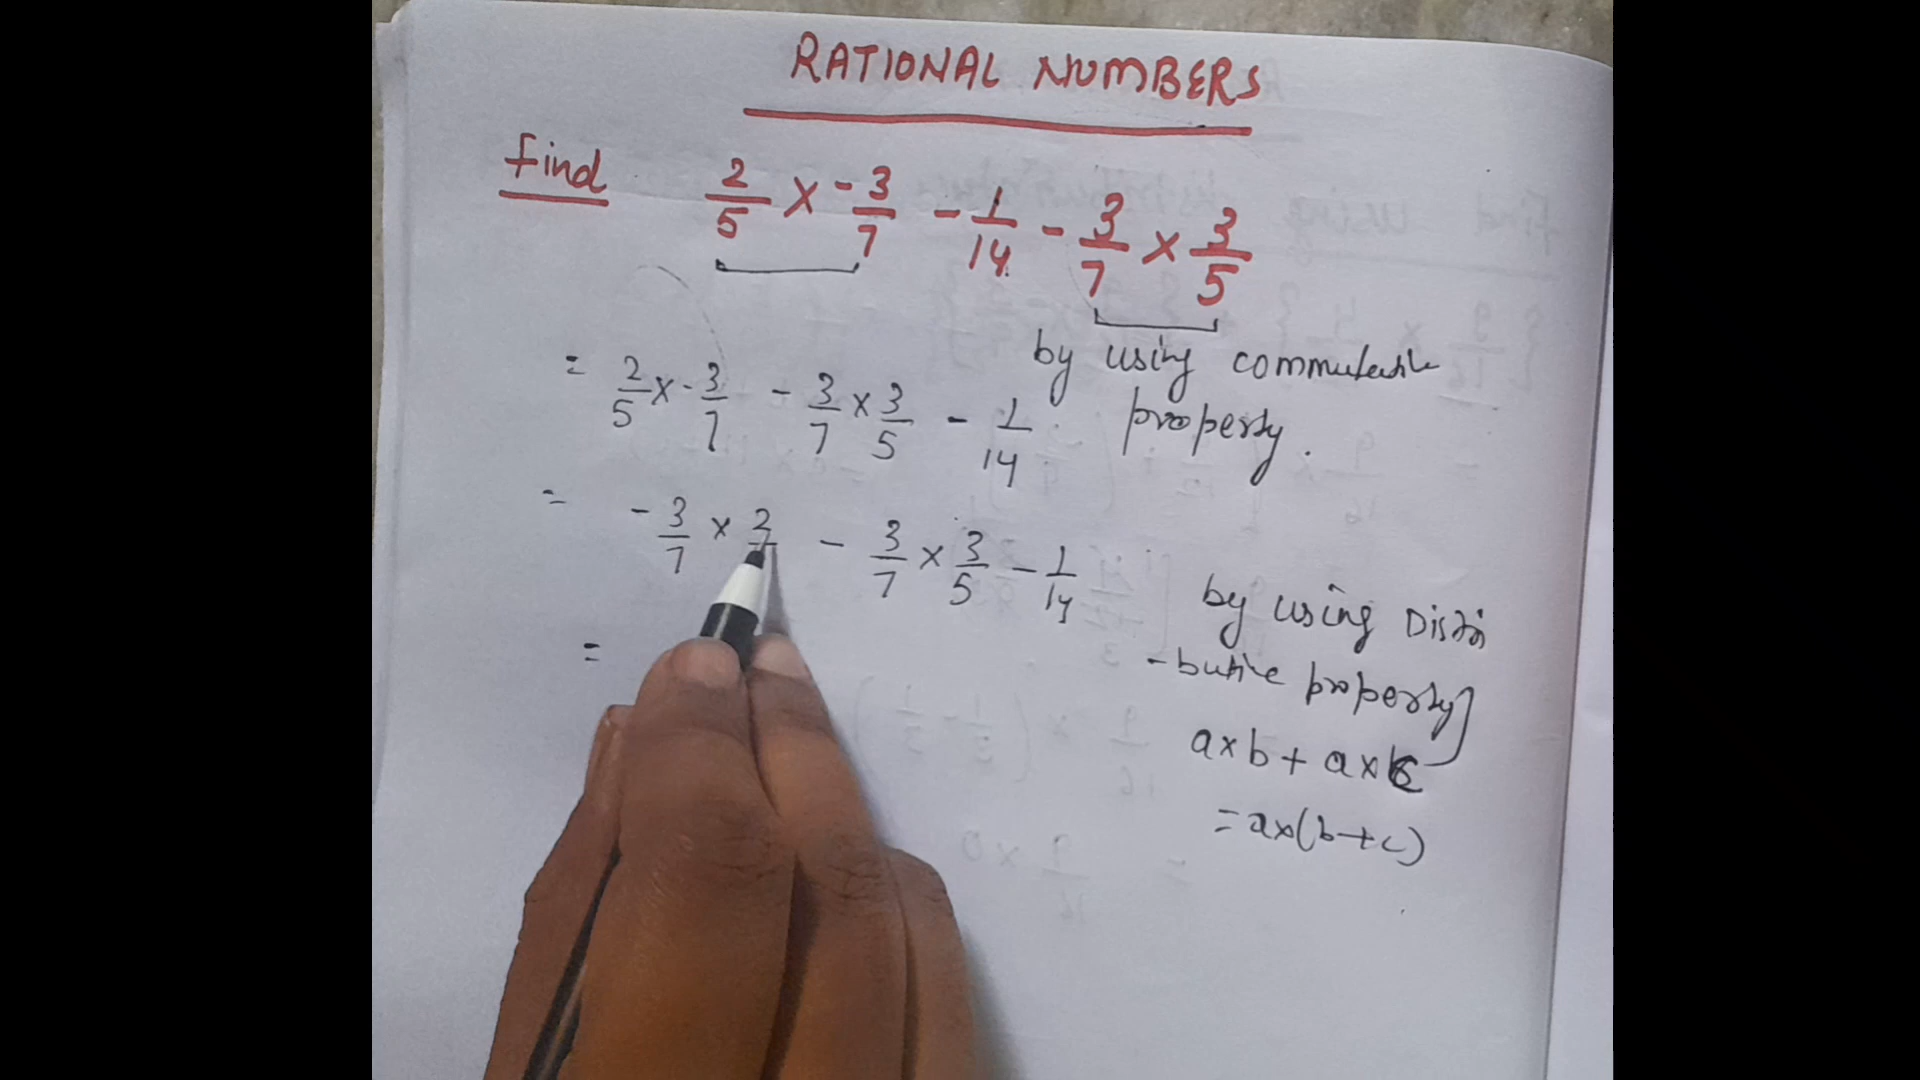 RATIONAL NUMBERS
Find 2/5 × -3/7 - 1/14 - 3/7 × 3/5
by using commutative
= 2/5 × -3/7 - 3/7 × 3/5 - 1/14 property.
= -3/7 × 2/ - 3/7 × 3/5 - 1/14
by using Distri
-butive property
=
a×b + a×c
= a×(b+c)